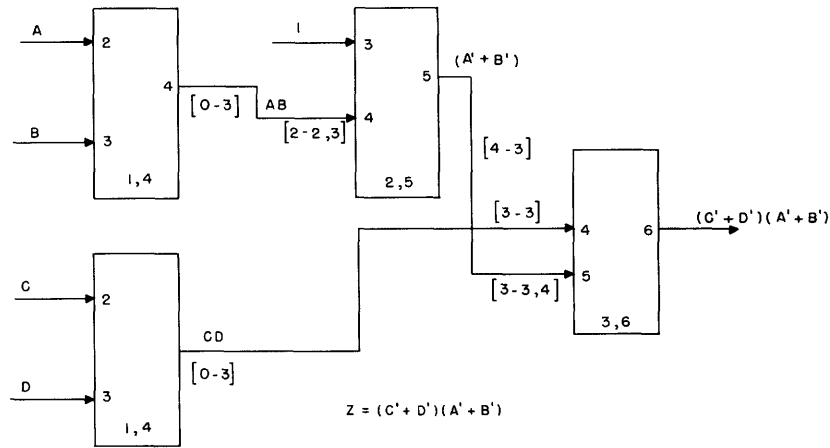 A
2
4
B
3
1,4
[0-3]
AB
[2-2,3]
1
3
4
5
2,5
(A'+B')
[4-3]
[3-3]
[3-3,4]
4
5
6
3,6
(C'+D')(A'+B')
C
2
D
3
1,4
CD
[0-3]
Z = (C'+D')(A'+B')